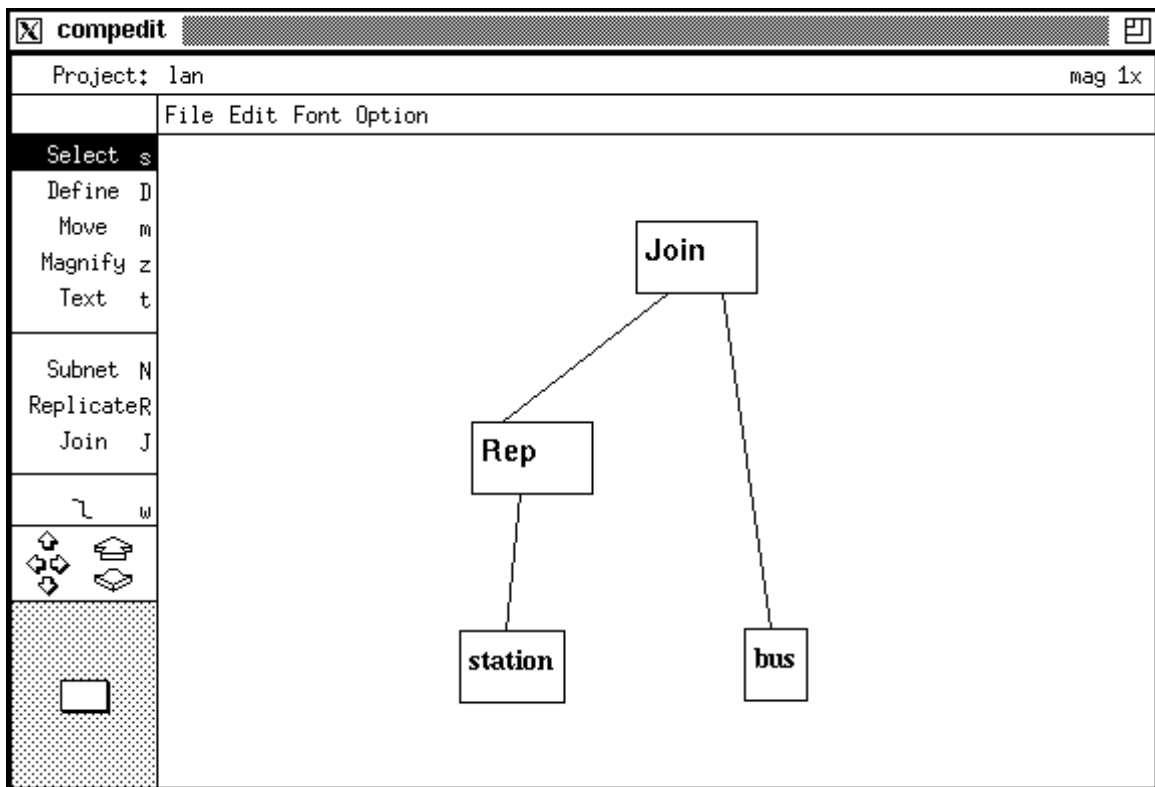 compedit
Project: lan mag 1x
File Edit Font Option
Select s
Define D
Move m
Magnify z
Text t
Subnet N
ReplicateR
Join J
w
Join
Rep
station
bus